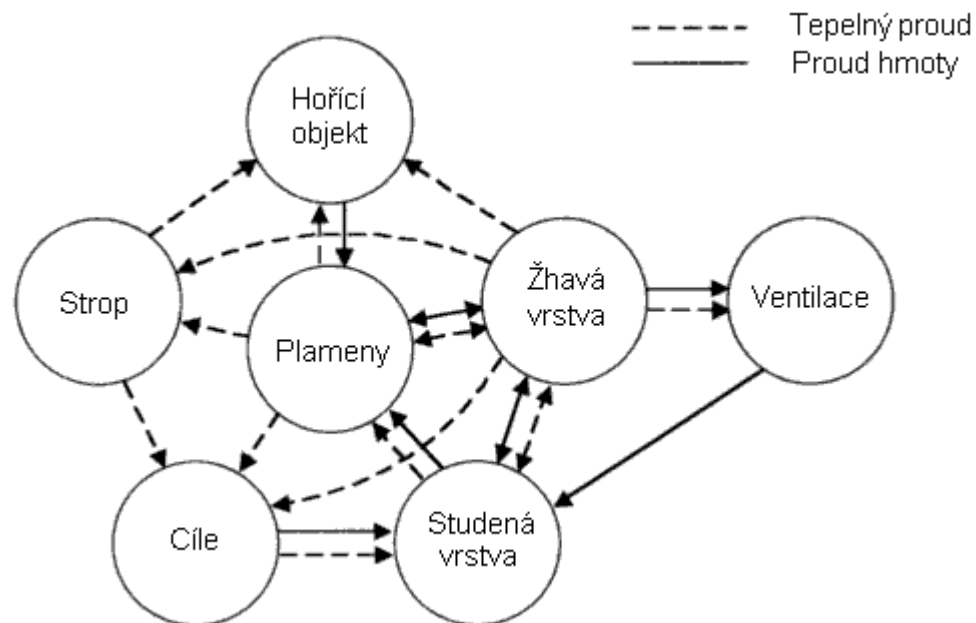 Tepelný proud
Proud hmoty
Hořící
objekt
Strop
Plameny
Žhavá
vrstva
Ventilace
Cíle
Studená
vrstva